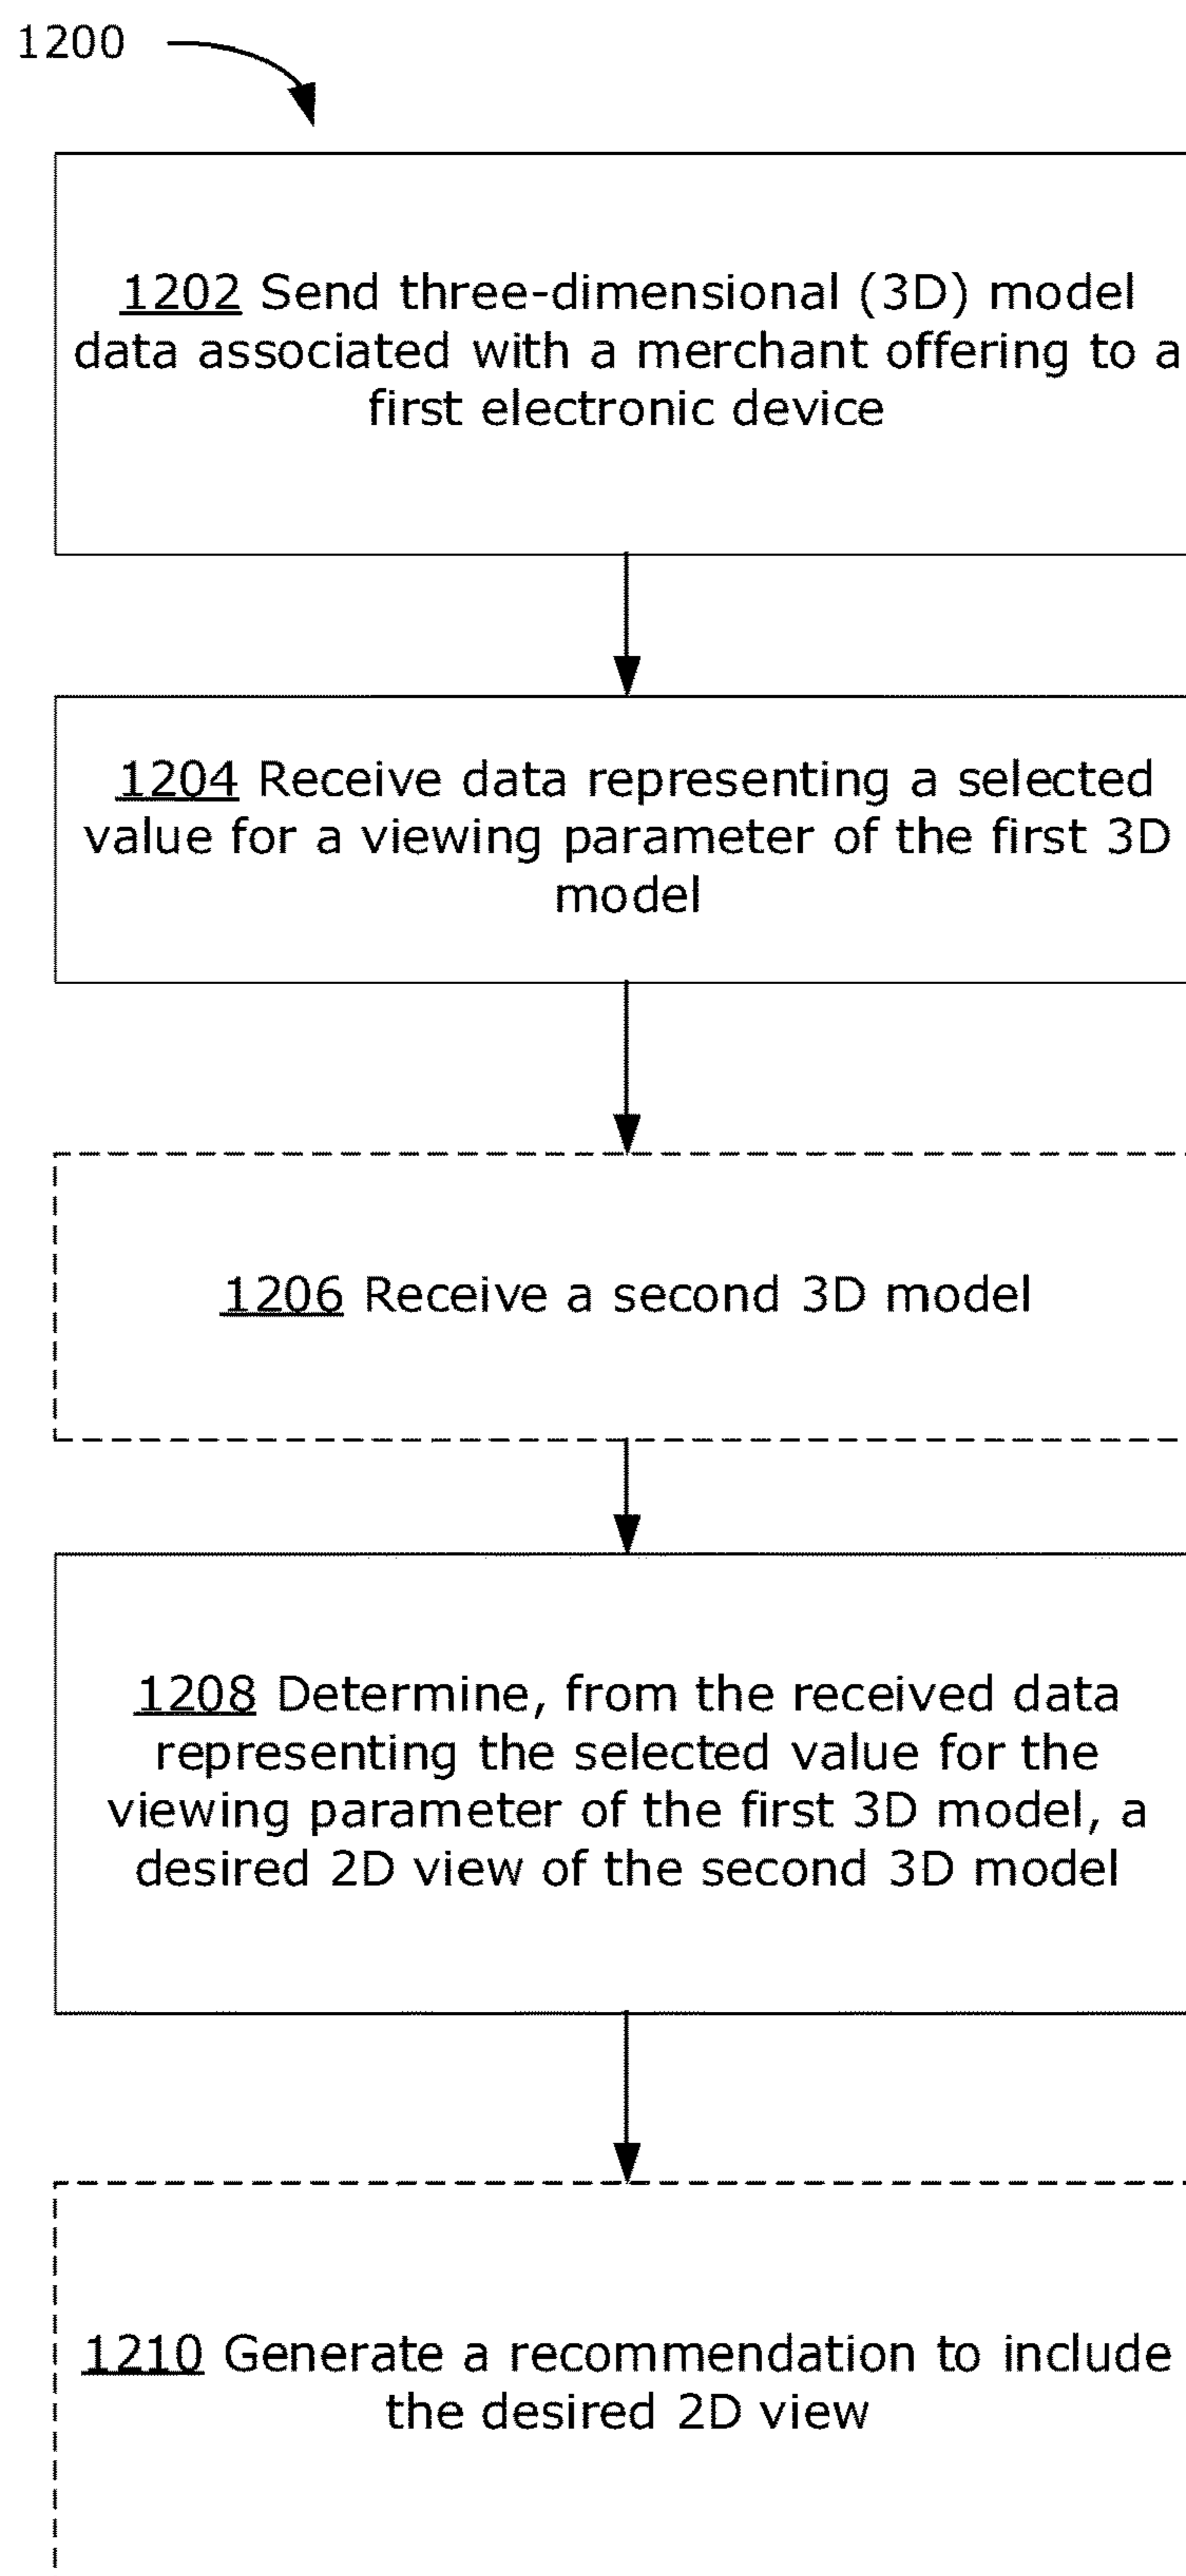 1200
1202 Send three-dimensional (3D) model
data associated with a merchant offering to a
first electronic device
1204 Receive data representing a selected
value for a viewing parameter of the first 3D
model
1206 Receive a second 3D model
1208 Determine, from the received data
representing the selected value for the
viewing parameter of the first 3D model, a
desired 2D view of the second 3D model
1210 Generate a recommendation to include
the desired 2D view